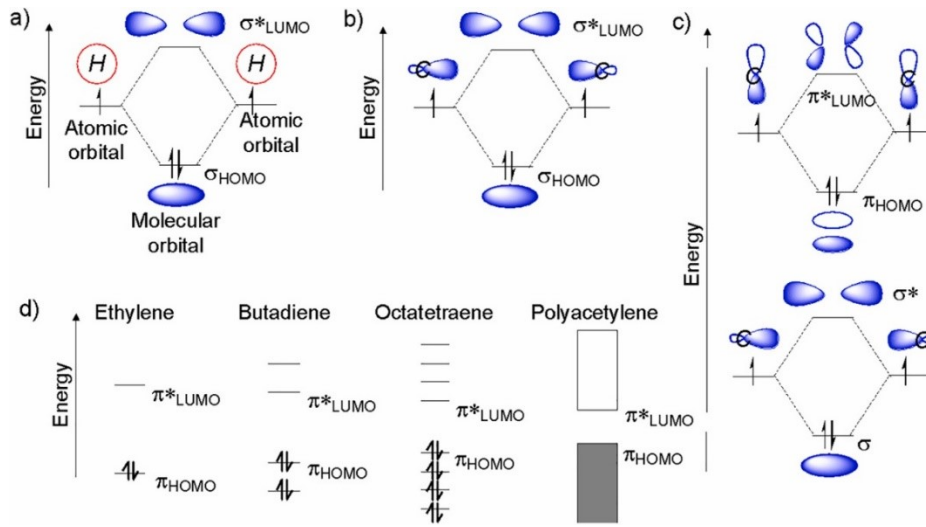 a)
σ*LUMO
H
H
Energy
Atomic
orbital
Atomic
orbital
σHOMO
Molecular
orbital
b)
σ*LUMO
C
C
Energy
σHOMO
c)
C
C
π*LUMO
πHOMO
Energy
σ*
C
C
σ
d)
Energy
Ethylene
π*LUMO
πHOMO
Butadiene
π*LUMO
πHOMO
Octatetraene
π*LUMO
πHOMO
Polyacetylene
π*LUMO
πHOMO